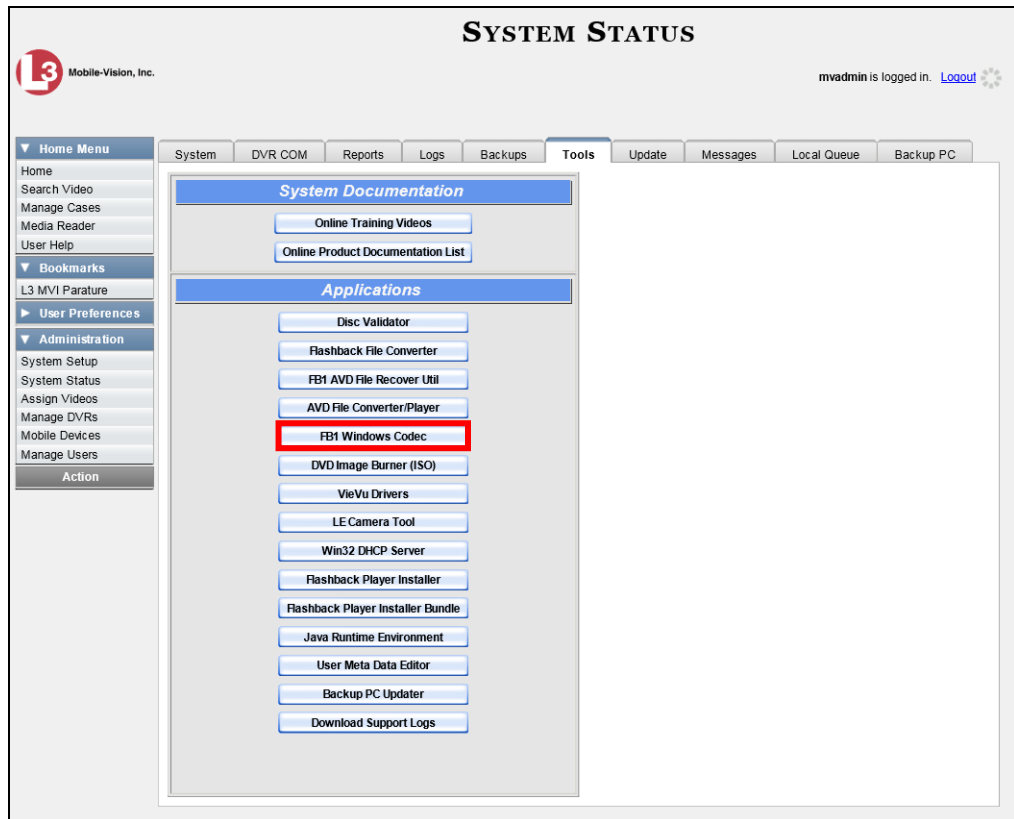 SYSTEM STATUS
L3 Mobile-Vision, Inc.
mvadmin is logged in. Logout
▼ Home Menu
Home
Search Video
Manage Cases
Media Reader
User Help
▼ Bookmarks
L3 MVI Parature
► User Preferences
▼ Administration
System Setup
System Status
Assign Videos
Manage DVRs
Mobile Devices
Manage Users
Action
System DVR COM Reports Logs Backups Tools Update Messages Local Queue Backup PC
System Documentation
Online Training Videos
Online Product Documentation List
Applications
Disc Validator
Flashback File Converter
FB1 AVD File Recover Util
AVD File Converter/Player
FB1 Windows Codec
DVD Image Burner (ISO)
VieVu Drivers
LE Camera Tool
Win32 DHCP Server
Flashback Player Installer
Flashback Player Installer Bundle
Java Runtime Environment
User Meta Data Editor
Backup PC Updater
Download Support Logs